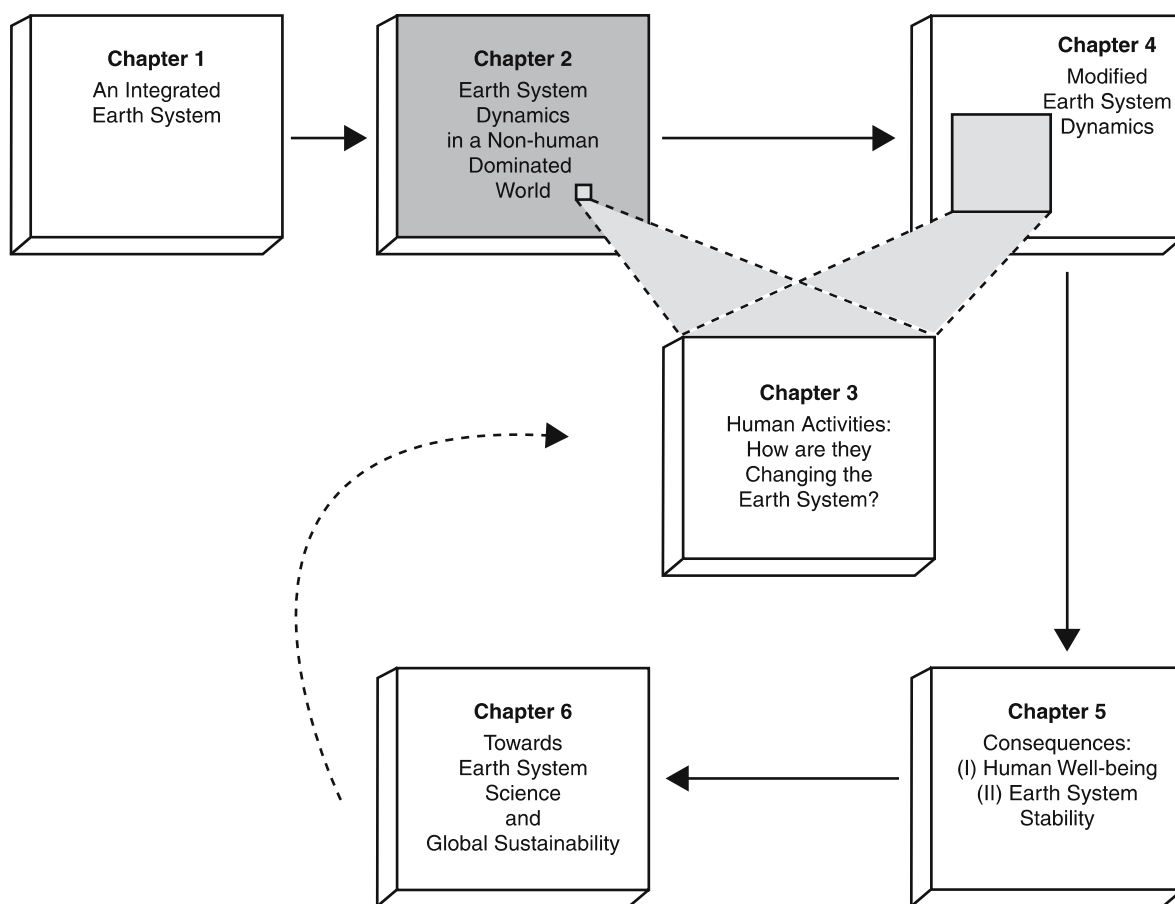 Chapter 1
An Integrated
Earth System
Chapter 2
Earth System
Dynamics
in a Non-human
Dominated
World
Chapter 4
Modified
Earth System
Dynamics
Chapter 3
Human Activities:
How are they
Changing the
Earth System?
Chapter 6
Towards
Earth System
Science
and
Global Sustainability
Chapter 5
Consequences:
(I) Human Well-being
(II) Earth System
Stability